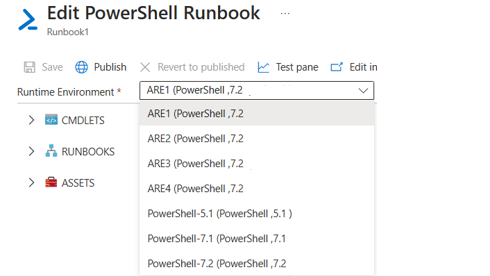 Edit PowerShell Runbook ...
Runbook1
Save Publish Revert to published Test pane Edit in
Runtime Environment * ARE1 (PowerShell ,7.2
ARE1 (PowerShell ,7.2
CMDLETS
ARE2 (PowerShell ,7.2
RUNBOOKS
ARE3 (PowerShell ,7.2
ASSETS
ARE4 (PowerShell ,7.2
PowerShell-5.1 (PowerShell ,5.1 )
PowerShell-7.1 (PowerShell ,7.1
PowerShell-7.2 (PowerShell ,7.2